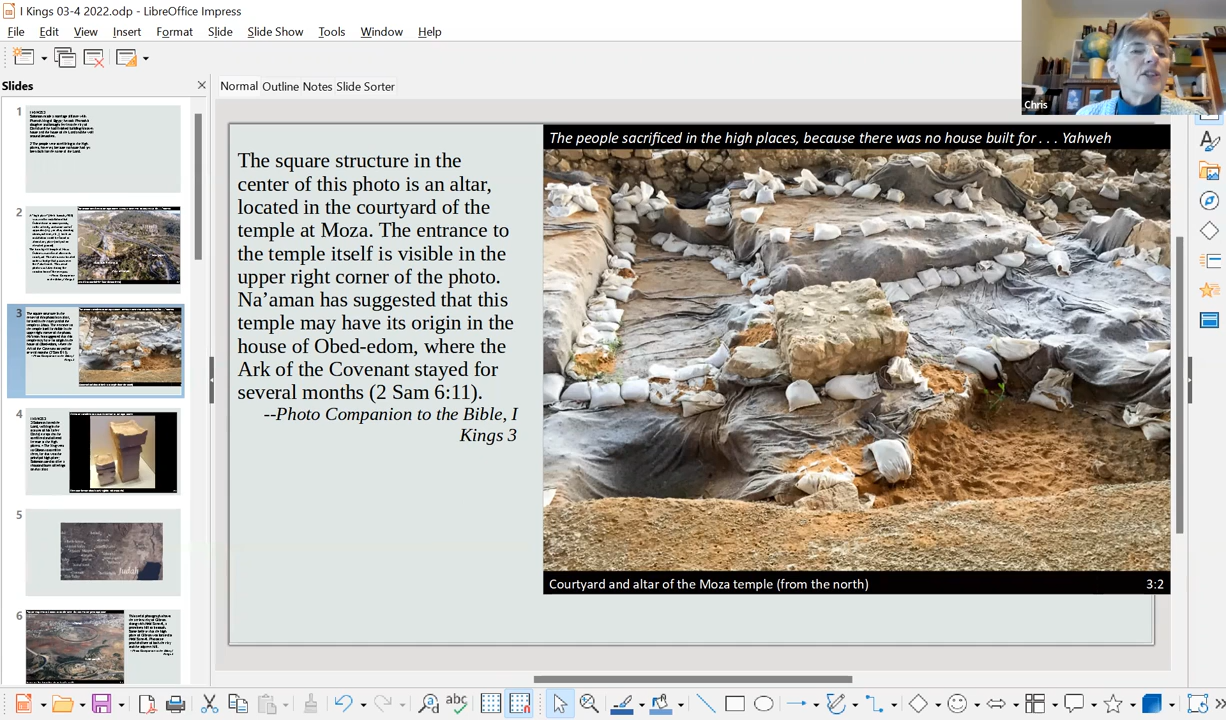 I Kings 03-4 2022.odp - LibreOffice Impress
File Edit View Insert Format Slide Slide Show Tools Window Help
Slides
Normal Outline Notes Slide Sorter
Chris
1
2
3
4
5
Judah
6
The square structure in the
center of this photo is an altar,
located in the courtyard of the
temple at Moza. The entrance to
the temple itself is visible in the
upper right corner of the photo.
Na’aman has suggested that this
temple may have its origin in the
house of Obed-edom, where the
Ark of the Covenant stayed for
several months (2 Sam 6:11).
--Photo Companion to the Bible, I
Kings 3
The people sacrificed in the high places, because there was no house built for . . . Yahweh
Courtyard and altar of the Moza temple (from the north) 3:2
abc